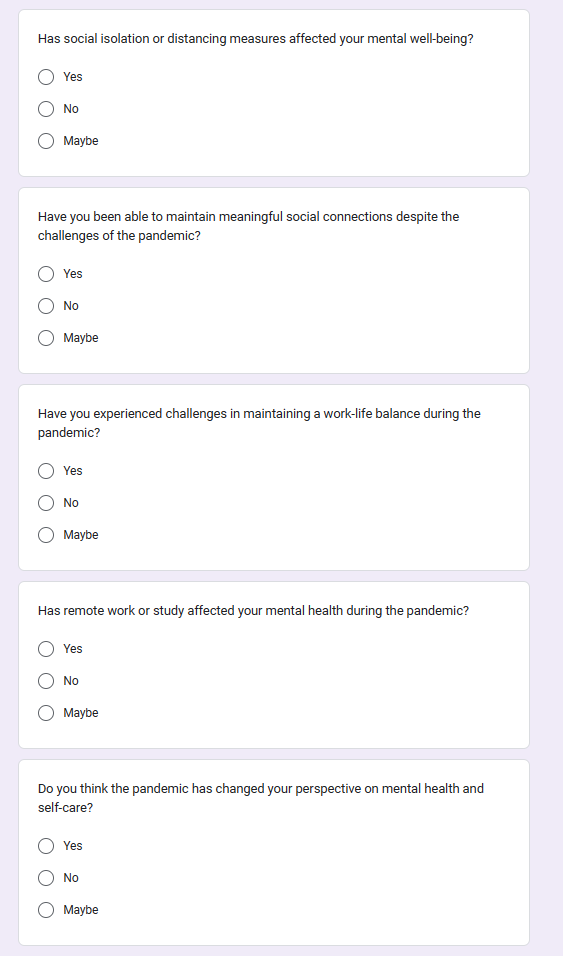 Has social isolation or distancing measures affected your mental well-being?
Yes
No
Maybe
Have you been able to maintain meaningful social connections despite the
challenges of the pandemic?
Yes
No
Maybe
Have you experienced challenges in maintaining a work-life balance during the
pandemic?
Yes
No
Maybe
Has remote work or study affected your mental health during the pandemic?
Yes
No
Maybe
Do you think the pandemic has changed your perspective on mental health and
self-care?
Yes
No
Maybe